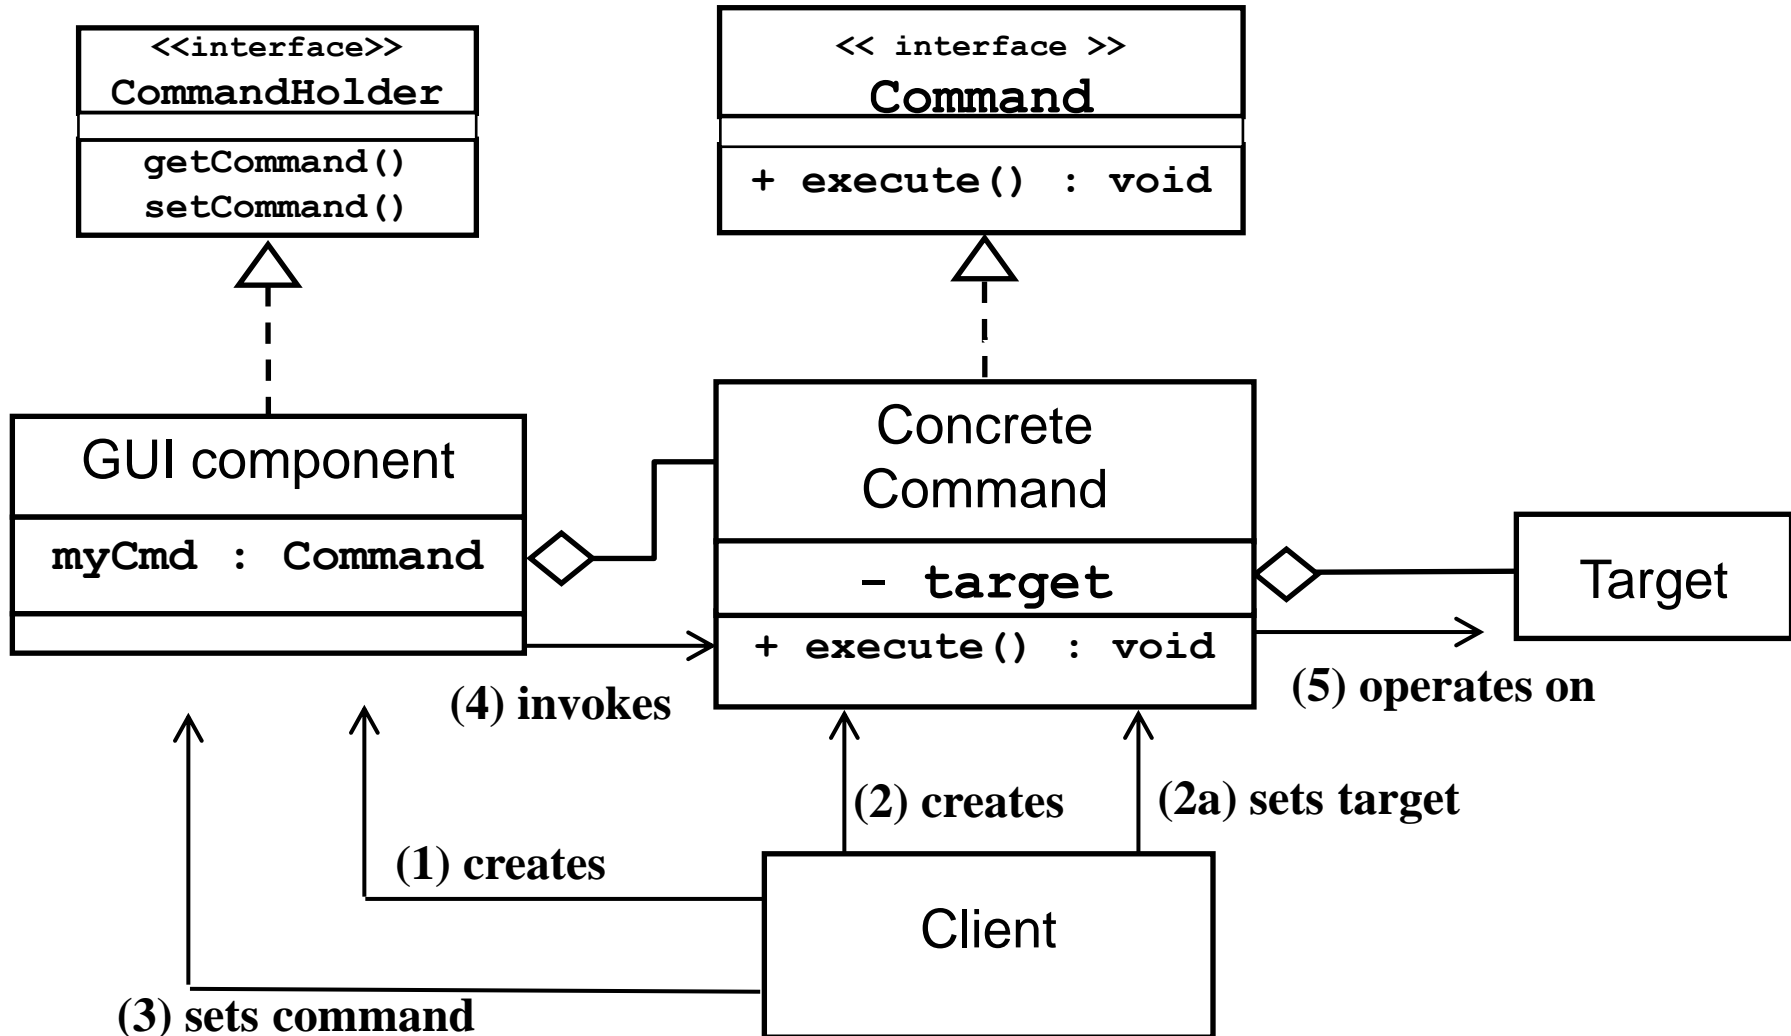 <<interface>>
CommandHolder
getCommand()
setCommand()
<< interface >>
Command
+ execute() : void
GUI component
myCmd : Command
Concrete
Command
- target
+ execute() : void
Target
(4) invokes
(5) operates on
(2) creates
(2a) sets target
(1) creates
Client
(3) sets command